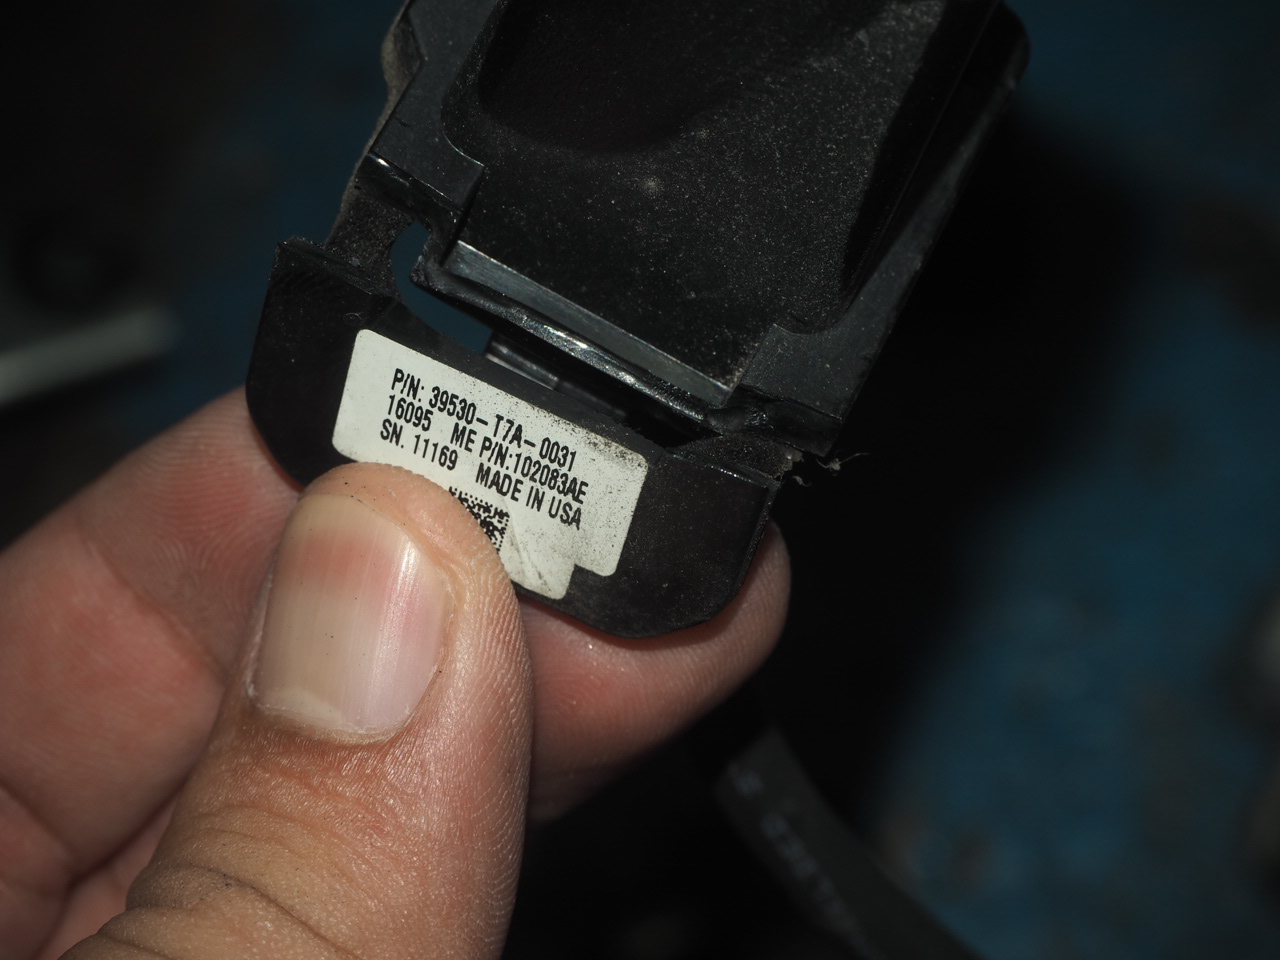 P/N: 39530-T7A-0031
16095 ME P/N:102083AE
SN. 11169 MADE IN USA